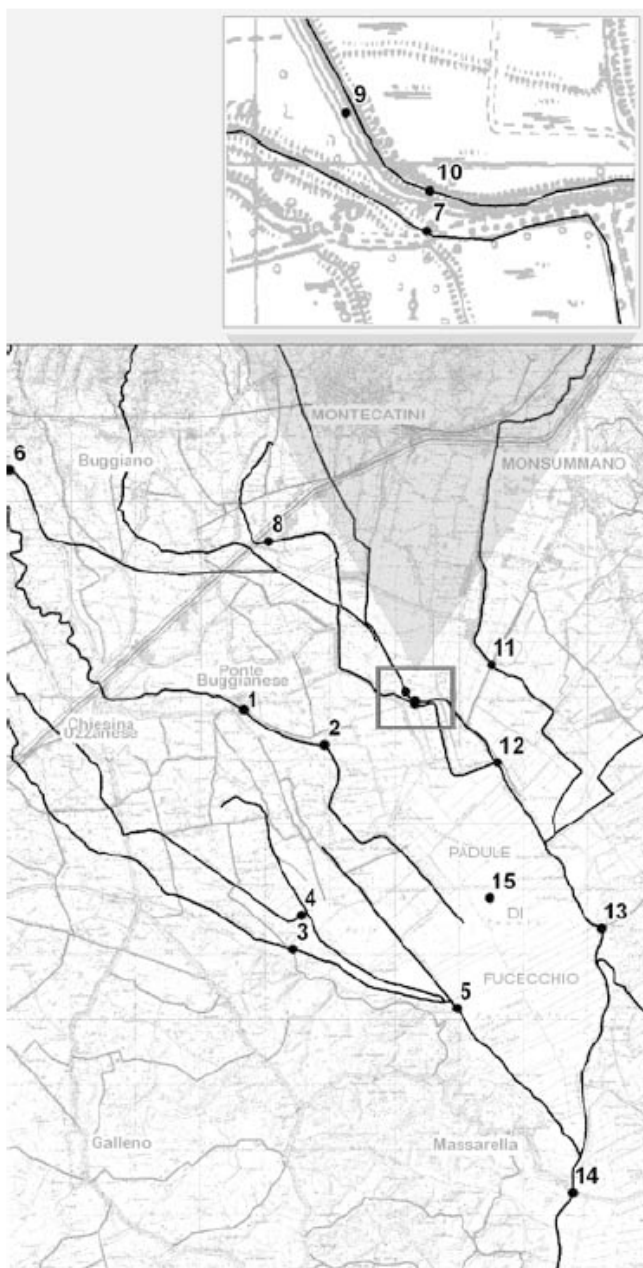 9
10
7
MONTECATINI
Buggiano
MONSUMMANO
6
8
11
Ponte
Buggianese
1
Chiesina
Uzzanese
2
12
PADULE
15
4
DI
13
3
FUCECCHIO
5
Galleno
Massarella
14